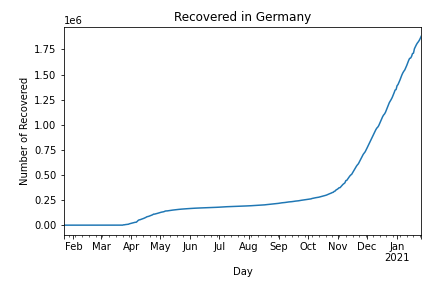 Recovered in Germany
1e6
Number of Recovered
1.75
1.50
1.25
1.00
0.75
0.50
0.25
0.00
Feb Mar Apr May Jun Jul Aug Sep Oct Nov Dec Jan
2021
Day